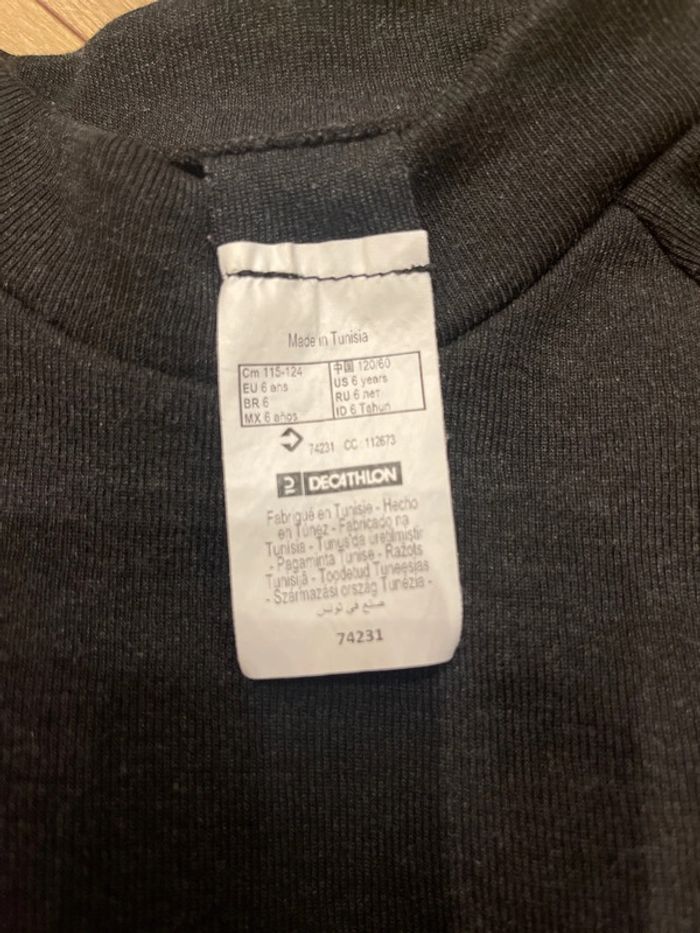 Made in Tunisia
Cm 115-124
EU 6 ans
BR 6
MX 6 años
中国 120/60
US 6 years
RU 6 лет
ID 6 Tahun
74231 CC 112673
DECATHLON
Fabriqué en Tunisie - Hecho
en Túnez - Fabricado na
Tunísia - Tunus'da üretilmiştir
- Pagaminta Tunise - Ražots
Tunisijā - Toodetud Tuneesias
- Származási ország Tunézia -
صنع في تونس
74231